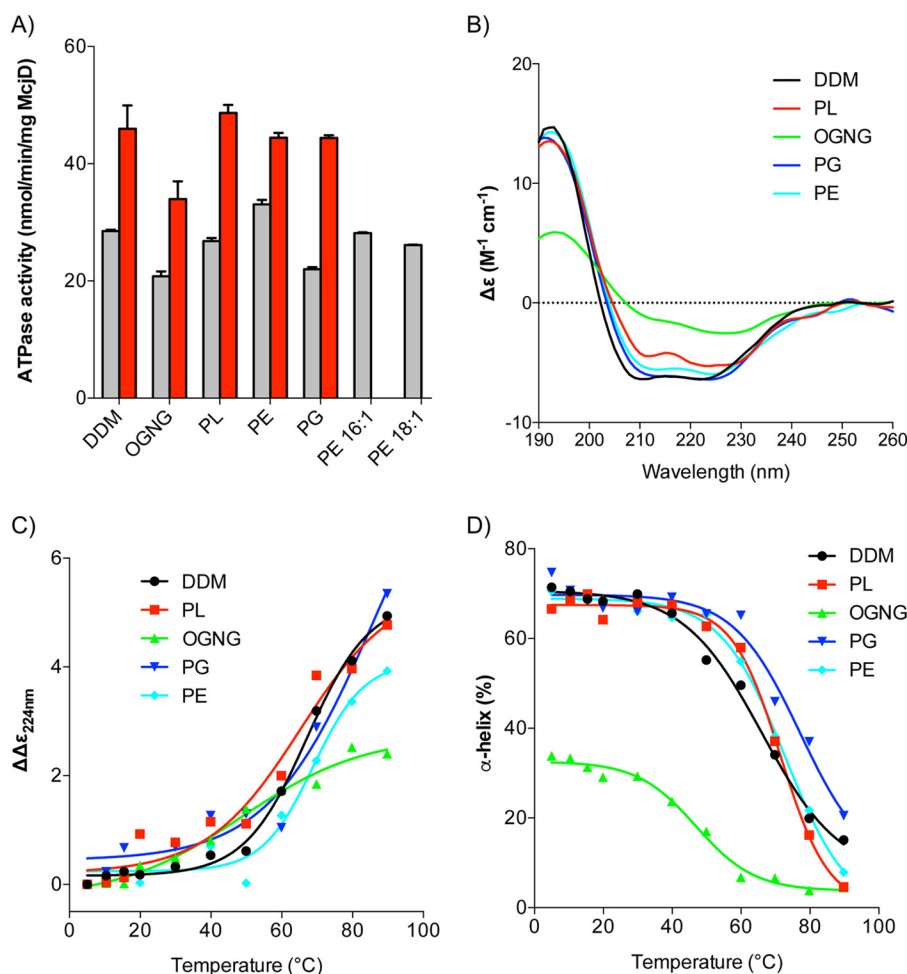 A)
60
40
20
0
ATPase activity (nmol/min/mg McjD)
DDM
OGNG
PL
PE
PG
PE 16:1
PE 18:1
B)
20
10
0
-10
Δε (M-1 cm-1)
190 200 210 220 230 240 250 260
Wavelength (nm)
DDM
PL
OGNG
PG
PE
C)
6
4
2
0
ΔΔε224nm
0 20 40 60 80 100
Temperature (°C)
DDM
PL
OGNG
PG
PE
D)
80
60
40
20
0
α-helix (%)
0 20 40 60 80 100
Temperature (°C)
DDM
PL
OGNG
PG
PE